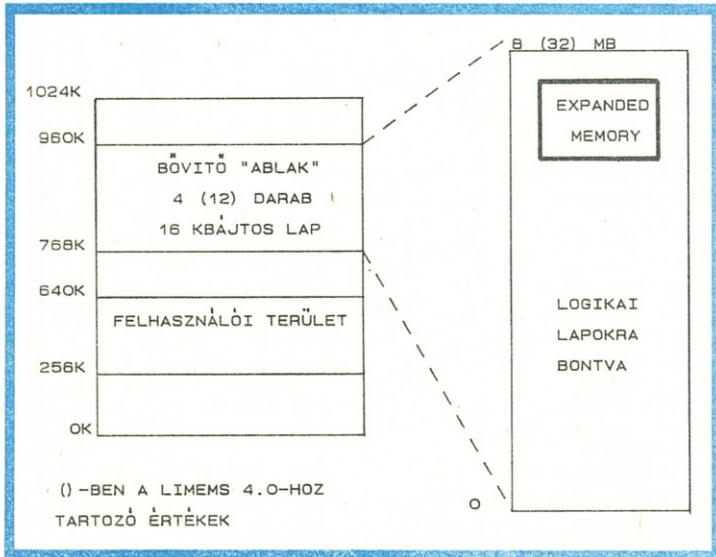 8 (32) MB
1024K
960K
BŐVITŐ "ABLAK"
4 (12) DARAB
16 KBÁJTOS LAP
768K
640K
FELHASZNÁLÓI TERÜLET
256K
0K
EXPANDED
MEMORY
LOGIKAI
LAPOKRA
BONTVA
0
()-BEN A LIMEMS 4.0-HOZ
TARTOZÓ ÉRTÉKEK